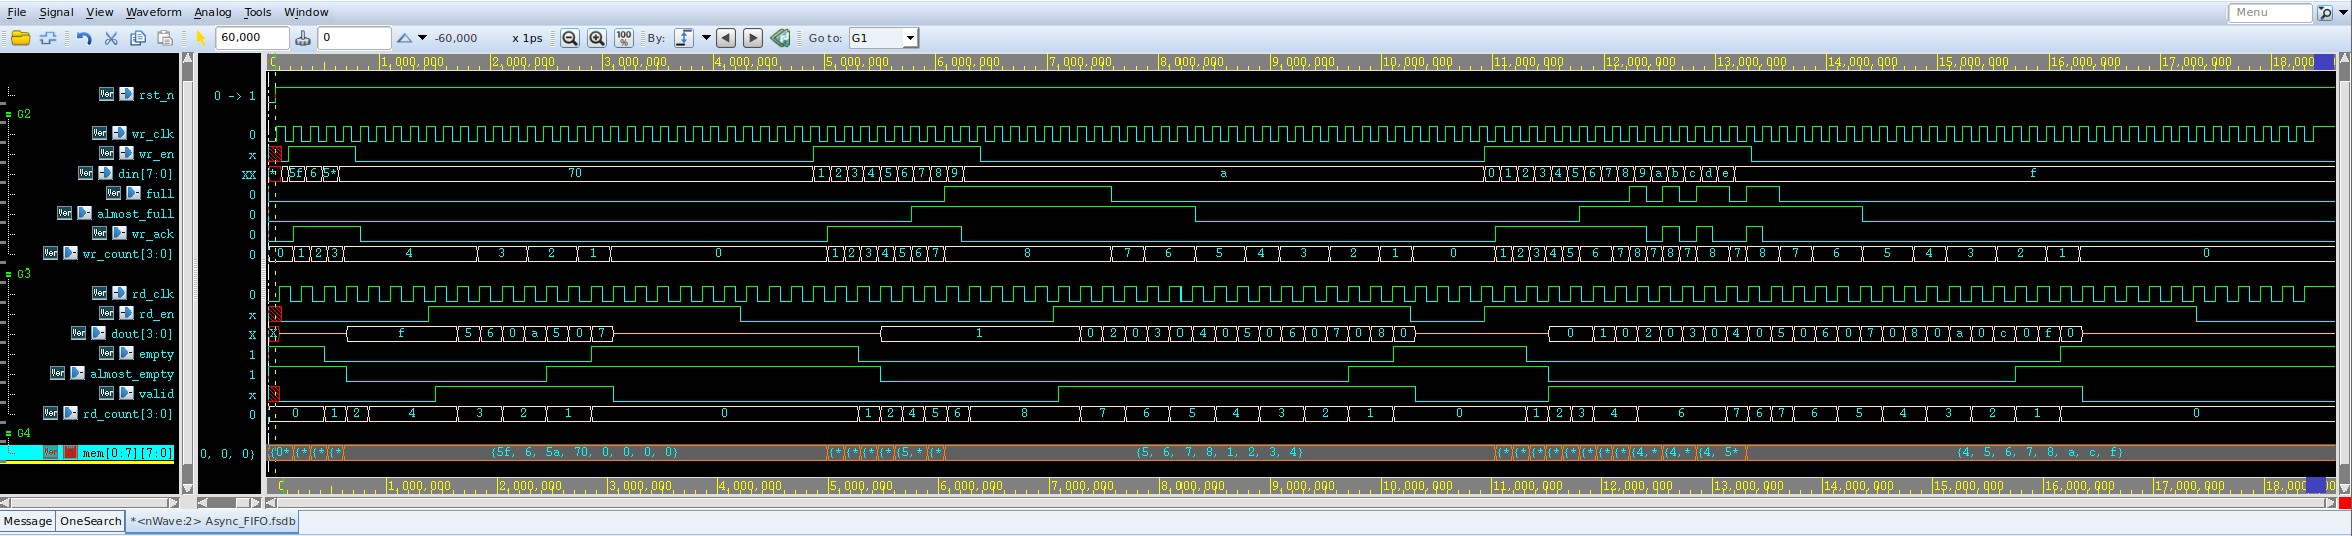 File Signal View Waveform Analog Tools Window Menu
60,000 0 -60,000 x 1ps 100% By: Go to: G1
1,000,000 2,000,000 3,000,000 4,000,000 5,000,000 6,000,000 7,000,000 8,000,000 9,000,000 10,000,000 11,000,000 12,000,000 13,000,000 14,000,000 15,000,000 16,000,000 17,000,000 18,000
Ver rst_n 0 -> 1
G2
Ver wr_clk 0
Ver wr_en x
Ver din[7:0] XX * 5f 6 5* 70 1 2 3 4 5 6 7 8 9 a 0 1 2 3 4 5 6 7 8 9 a b c d e f
Ver full 0
Ver almost_full 0
Ver wr_ack 0
Ver wr_count[3:0] 0 0 1 2 3 4 3 2 1 0 1 2 3 4 5 6 7 8 7 6 5 4 3 2 1 0 1 2 3 4 5 6 7 8 7 8 7 8 7 8 7 6 5 4 3 2 1 0
G3
Ver rd_clk 0
Ver rd_en x
Ver dout[3:0] X X f 5 6 0 a 5 0 7 1 0 2 0 3 0 4 0 5 0 6 0 7 0 8 0 0 1 0 2 0 3 0 4 0 5 0 6 0 7 0 8 0 a 0 c 0 f 0
Ver empty 1
Ver almost_empty 1
Ver valid x
Ver rd_count[3:0] 0 0 1 2 4 3 2 1 0 1 2 4 5 6 8 7 6 5 4 3 2 1 0 1 2 3 4 6 7 6 7 6 5 4 3 2 1 0
G4
Ver mem[0:7][7:0] 0, 0, 0} {0* {* {* {* {5f, 6, 5a, 70, 0, 0, 0, 0} {* {* {* {* {5,* {* {5, 6, 7, 8, 1, 2, 3, 4} {* {* {* {* {* {* {* {* {4,* {4,* {4, 5* {4, 5, 6, 7, 8, a, c, f}
1,000,000 2,000,000 3,000,000 4,000,000 5,000,000 6,000,000 7,000,000 8,000,000 9,000,000 10,000,000 11,000,000 12,000,000 13,000,000 14,000,000 15,000,000 16,000,000 17,000,000 18,000
Message OneSearch *<nWave:2> Async_FIFO.fsdb